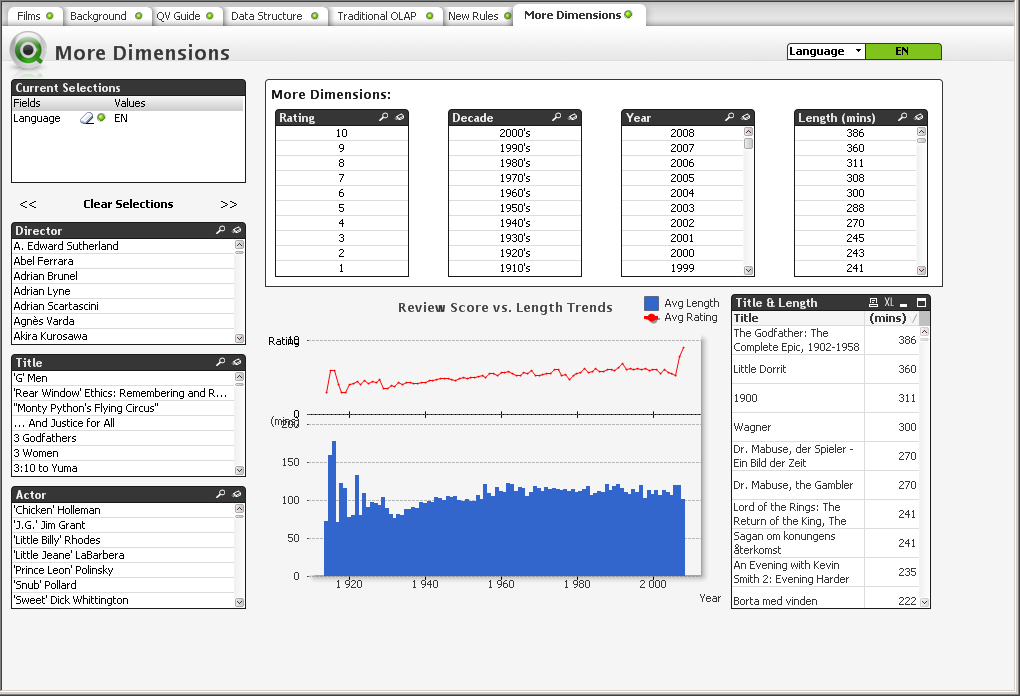 Films
Background
QV Guide
Data Structure
Traditional OLAP
New Rules
More Dimensions
More Dimensions
Language
EN
Current Selections
Fields Values
Language EN
<< Clear Selections >>
Director
A. Edward Sutherland
Abel Ferrara
Adrian Brunel
Adrian Lyne
Adrian Scartascini
Agnès Varda
Akira Kurosawa
Title
'G' Men
'Rear Window' Ethics: Remembering and R...
"Monty Python's Flying Circus"
... And Justice for All
3 Godfathers
3 Women
3:10 to Yuma
Actor
'Chicken' Holleman
'J.G.' Jim Grant
'Little Billy' Rhodes
'Little Jeane' LaBarbera
'Prince Leon' Polinsky
'Snub' Pollard
'Sweet' Dick Whittington
More Dimensions:
Rating
10
9
8
7
6
5
4
3
2
1
Decade
2000's
1990's
1980's
1970's
1960's
1950's
1940's
1930's
1920's
1910's
Year
2008
2007
2006
2005
2004
2003
2002
2001
2000
1999
Length (mins)
386
360
311
308
300
288
270
245
243
241
Review Score vs. Length Trends
Avg Length
Avg Rating
Rating
10
0
(mins)
200
150
100
50
0
1 920
1 940
1 960
1 980
2 000
Year
Title & Length XL
Title (mins)
The Godfather: The
Complete Epic, 1902-1958 386
Little Dorrit 360
1900 311
Wagner 300
Dr. Mabuse, der Spieler -
Ein Bild der Zeit 270
Dr. Mabuse, the Gambler 270
Lord of the Rings: The
Return of the King, The 241
Sagan om konungens
återkomst 241
An Evening with Kevin
Smith 2: Evening Harder 235
Borta med vinden 222